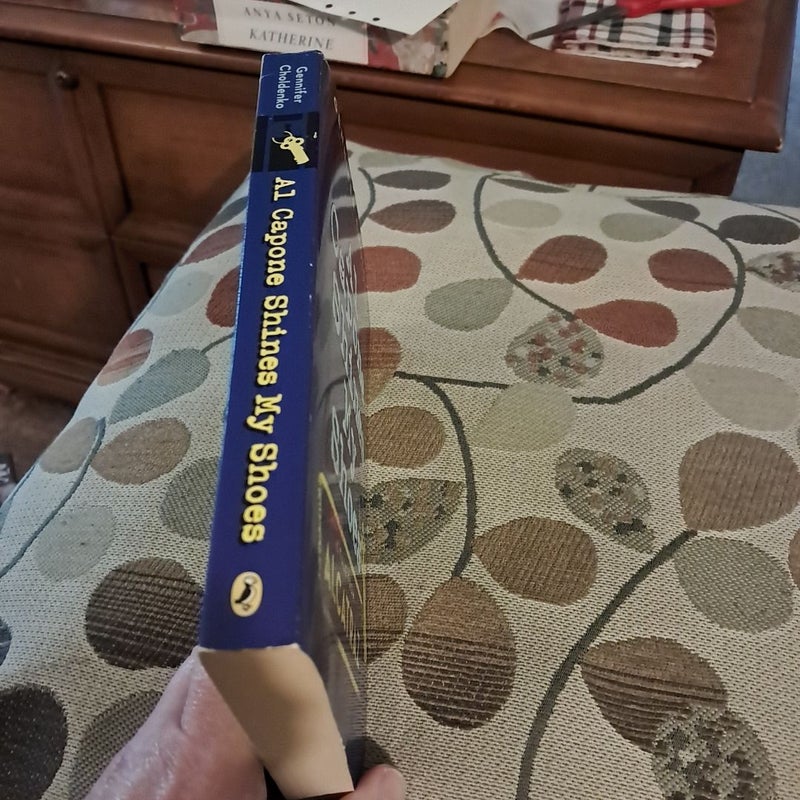 ANYA SETON
KATHERINE
Gennifer
Choldenko
Al Capone Shines My Shoes